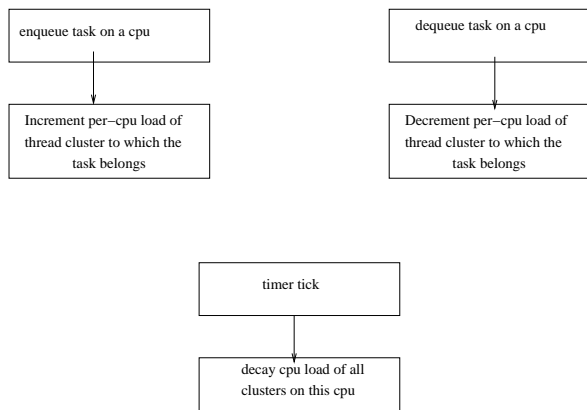 enqueue task on a cpu
dequeue task on a cpu
Increment per-cpu load of
thread cluster to which the
task belongs
Decrement per-cpu load of
thread cluster to which the
task belongs
timer tick
decay cpu load of all
clusters on this cpu